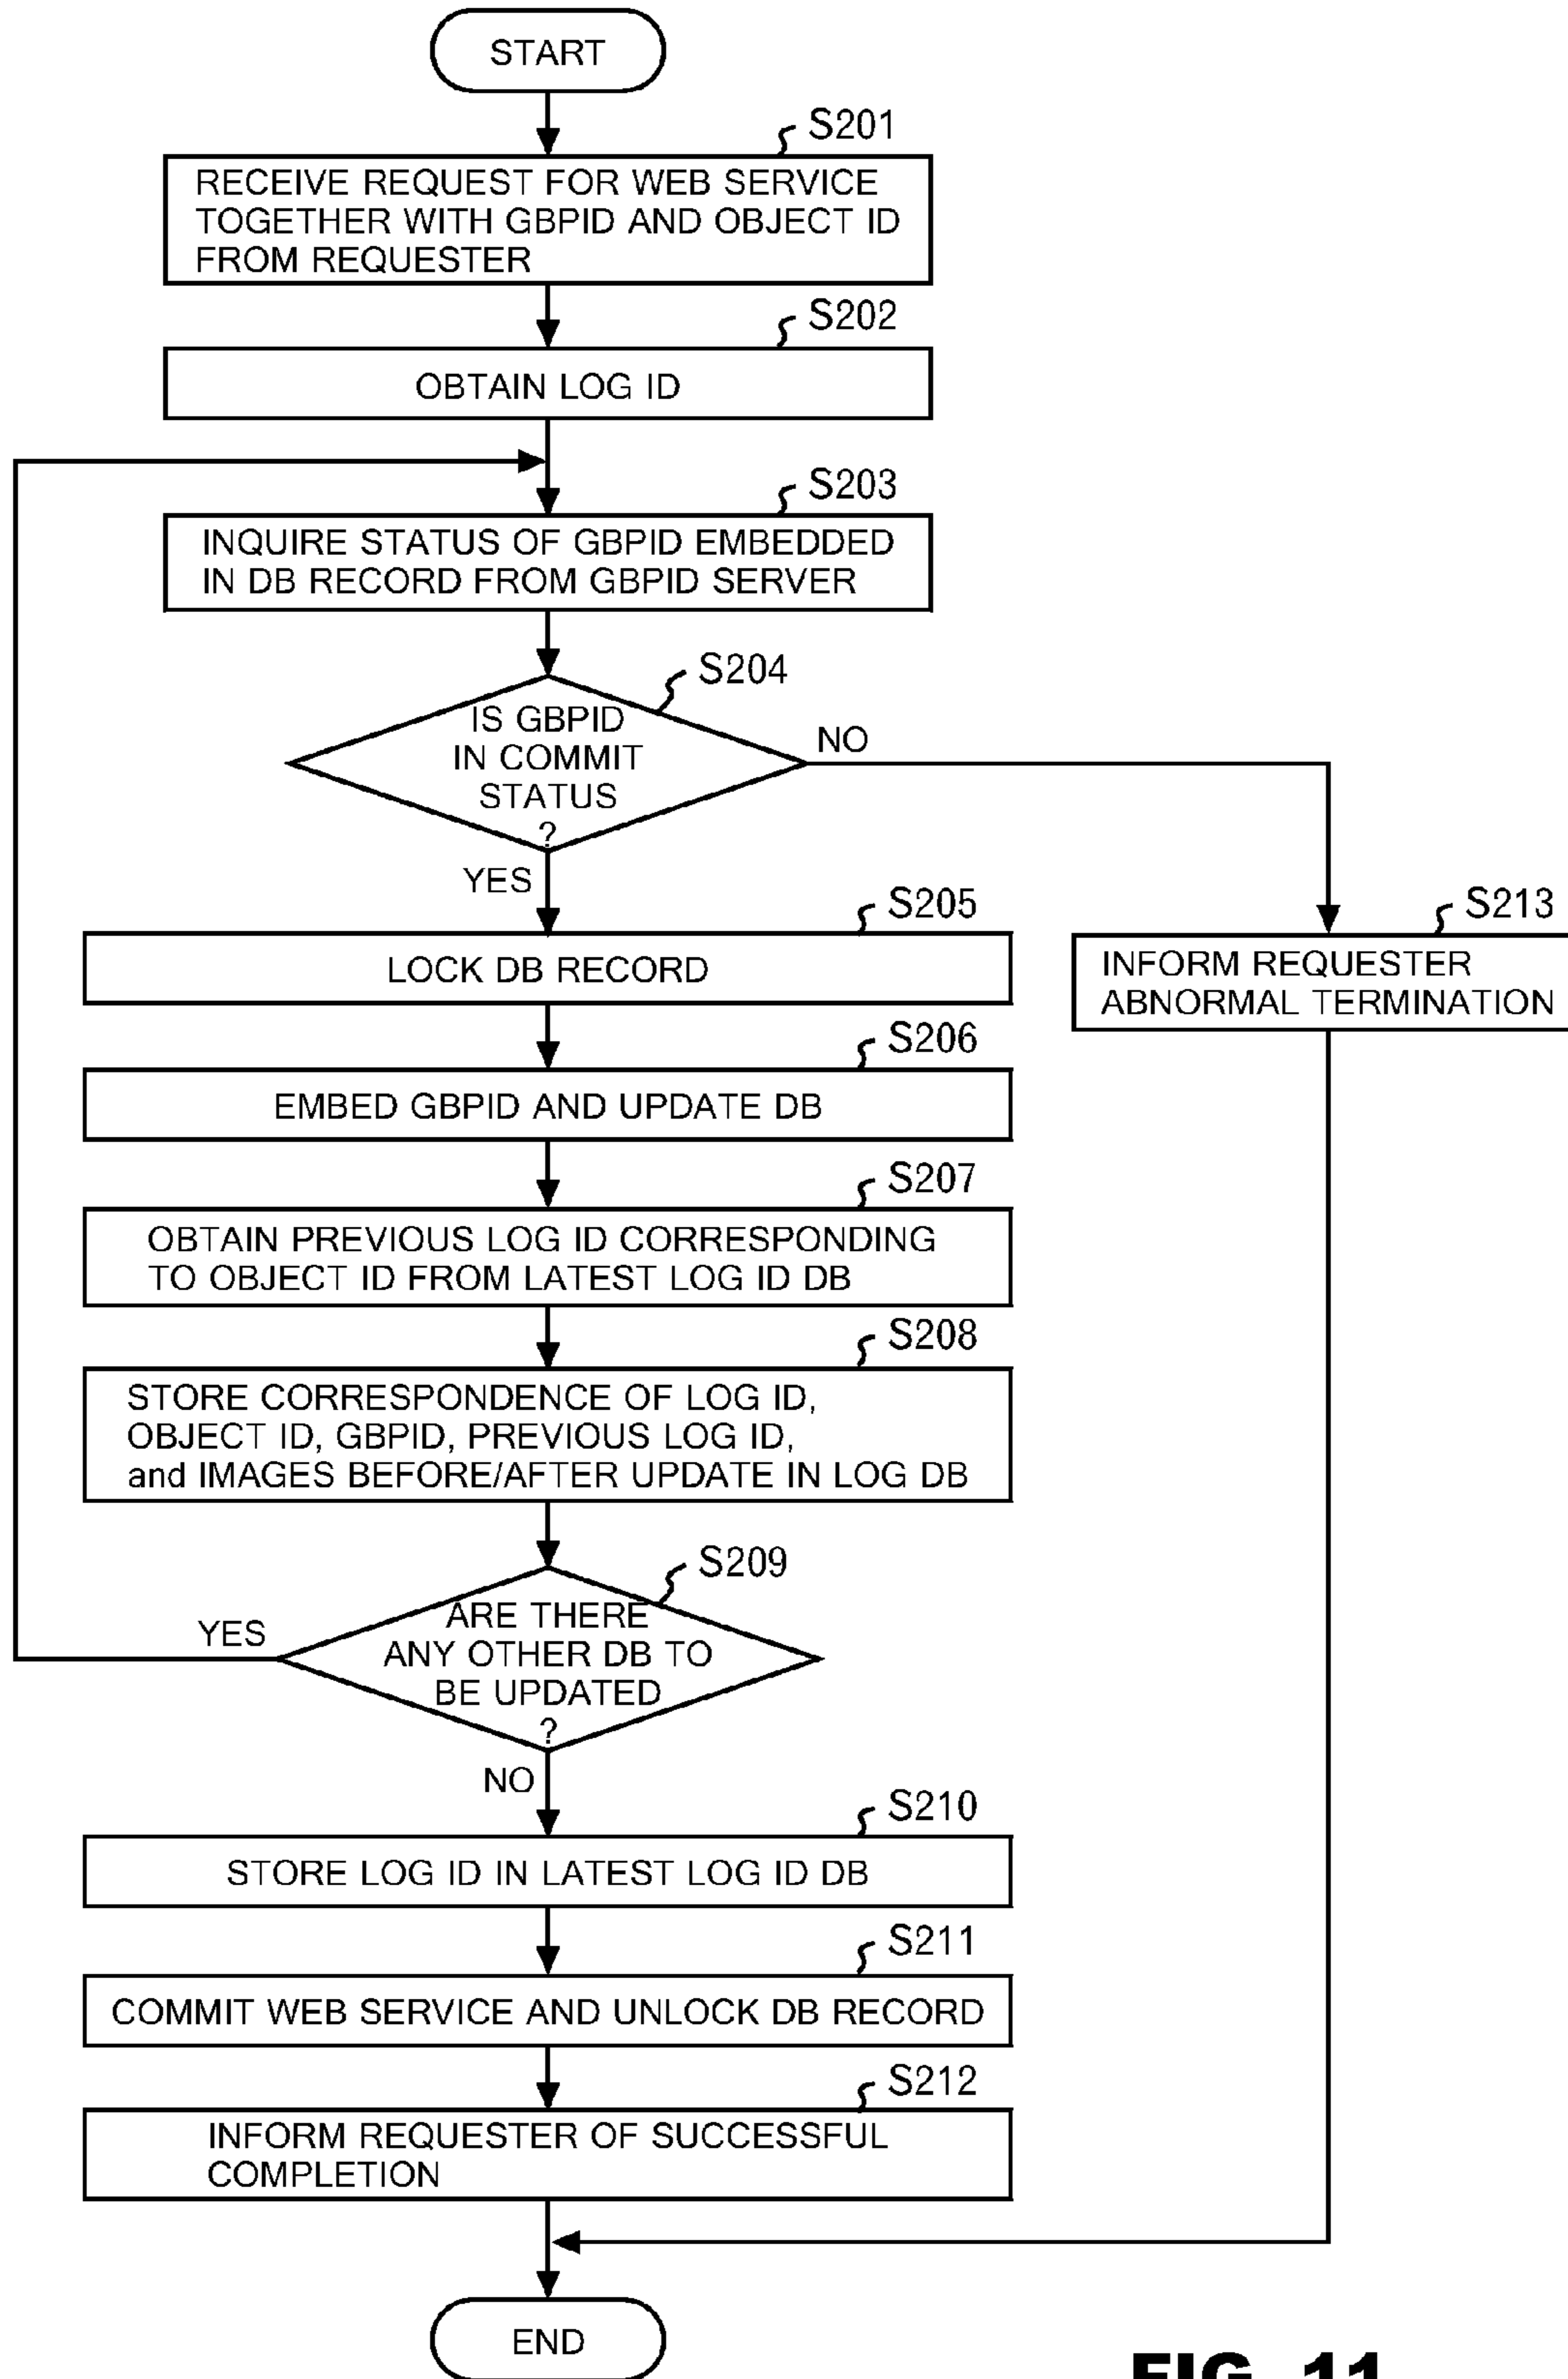 START
S201
RECEIVE REQUEST FOR WEB SERVICE
TOGETHER WITH GBPID AND OBJECT ID
FROM REQUESTER
S202
OBTAIN LOG ID
S203
INQUIRE STATUS OF GBPID EMBEDDED
IN DB RECORD FROM GBPID SERVER
S204
IS GBPID
IN COMMIT
STATUS
?
NO
YES
S205
LOCK DB RECORD
S213
INFORM REQUESTER
ABNORMAL TERMINATION
S206
EMBED GBPID AND UPDATE DB
S207
OBTAIN PREVIOUS LOG ID CORRESPONDING
TO OBJECT ID FROM LATEST LOG ID DB
S208
STORE CORRESPONDENCE OF LOG ID,
OBJECT ID, GBPID, PREVIOUS LOG ID,
and IMAGES BEFORE/AFTER UPDATE IN LOG DB
S209
ARE THERE
ANY OTHER DB TO
BE UPDATED
?
YES
NO
S210
STORE LOG ID IN LATEST LOG ID DB
S211
COMMIT WEB SERVICE AND UNLOCK DB RECORD
S212
INFORM REQUESTER OF SUCCESSFUL
COMPLETION
END
FIG. 11